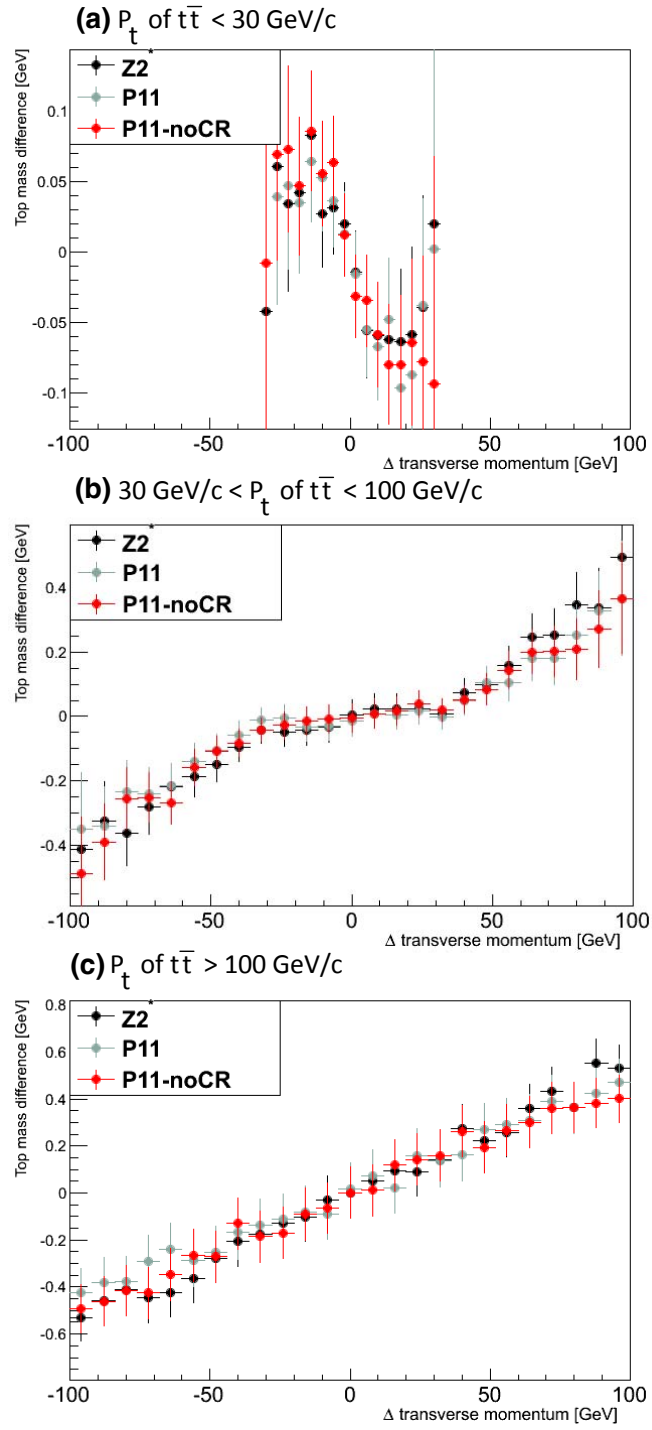 (a) Pt of tt̅ < 30 GeV/c
Top mass difference [GeV]
Z2*
P11
P11-noCR
0.1
0.05
0
-0.05
-0.1
-100 -50 0 50 100
Δ transverse momentum [GeV]
(b) 30 GeV/c < Pt of tt̅ < 100 GeV/c
Top mass difference [GeV]
Z2*
P11
P11-noCR
0.4
0.2
0
-0.2
-0.4
-100 -50 0 50 100
Δ transverse momentum [GeV]
(c) Pt of tt̅ > 100 GeV/c
Top mass difference [GeV]
Z2*
P11
P11-noCR
0.8
0.6
0.4
0.2
0
-0.2
-0.4
-0.6
-100 -50 0 50 100
Δ transverse momentum [GeV]